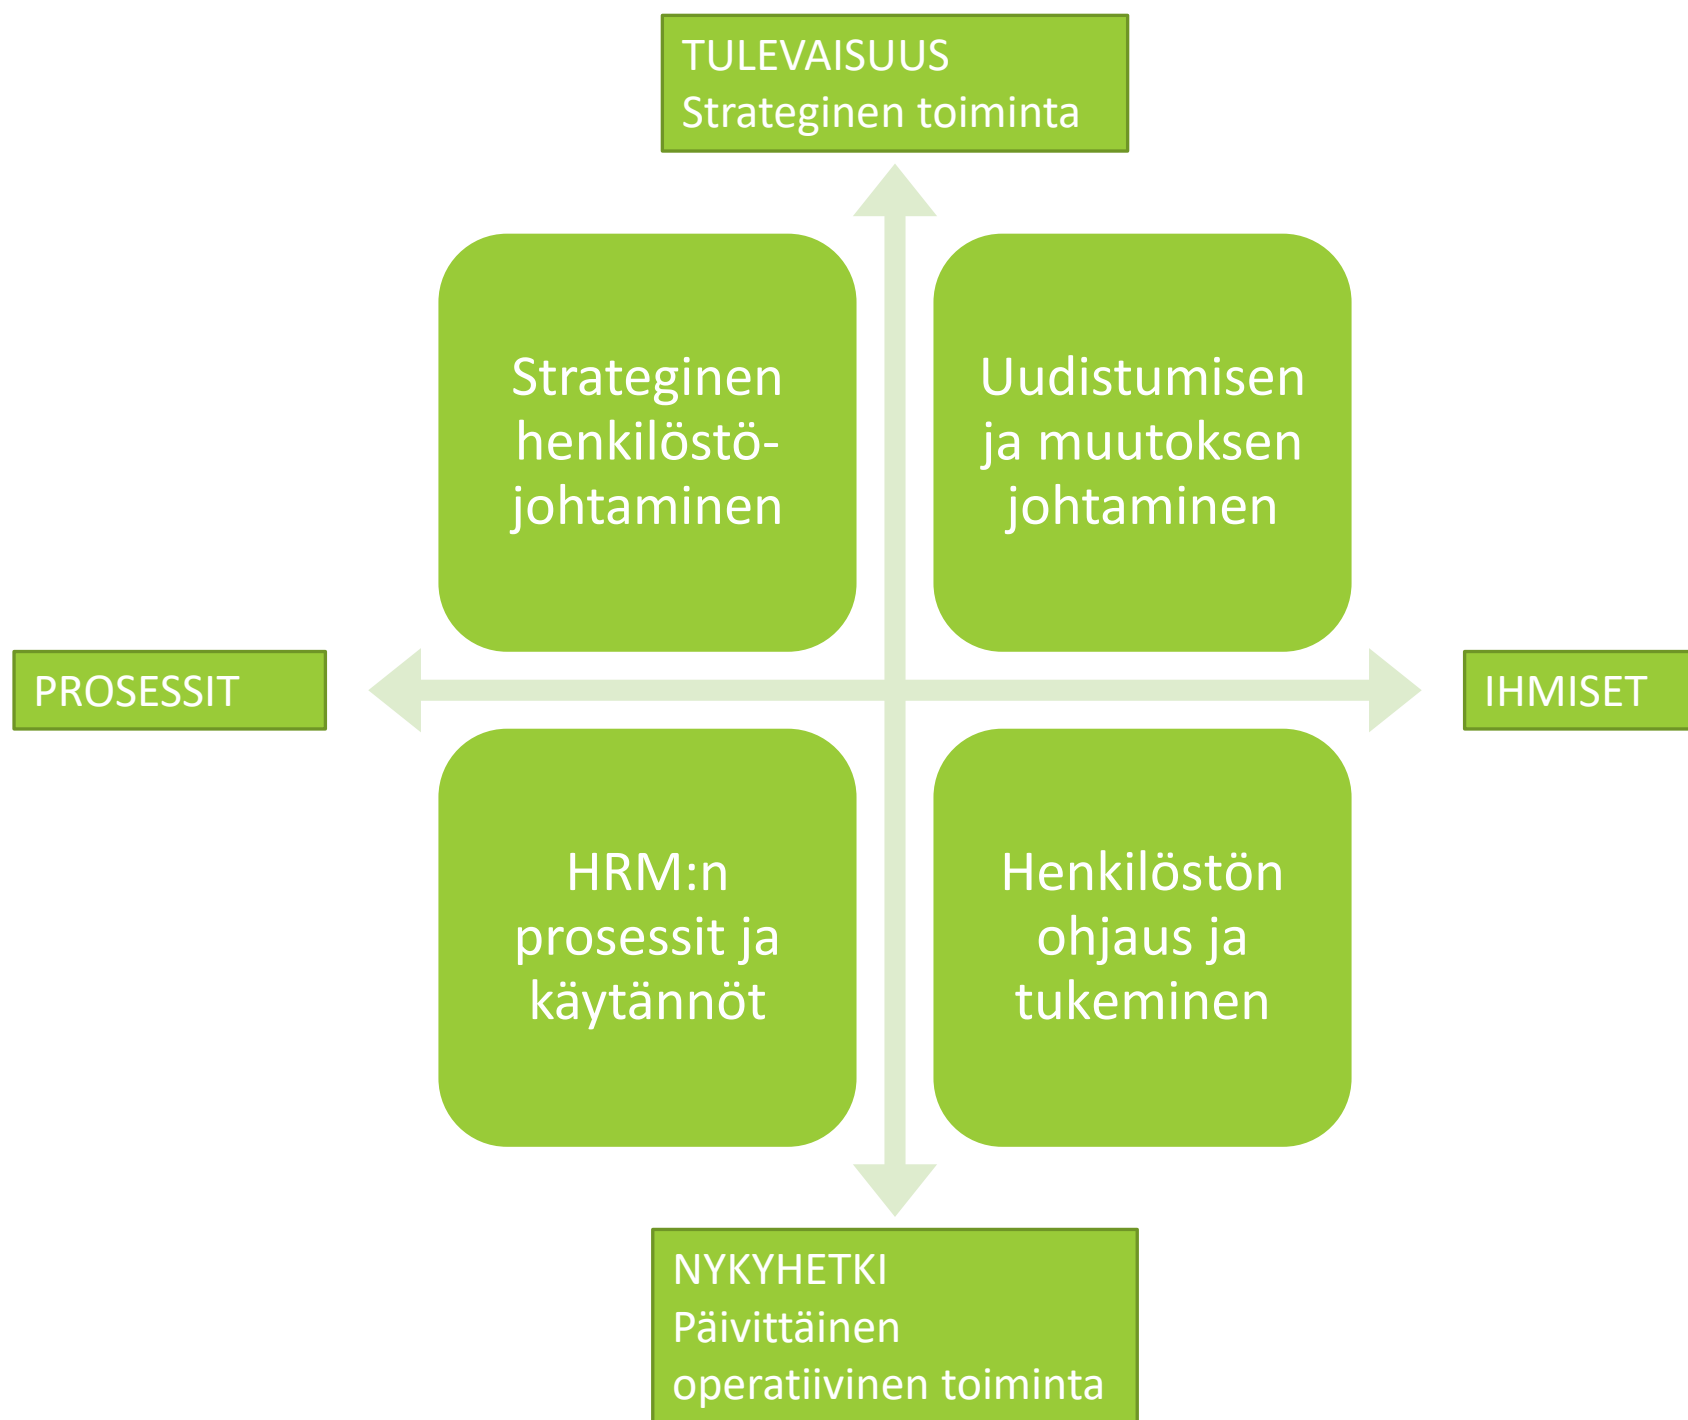 TULEVAISUUS
Strateginen toiminta
Strateginen
henkilöstö-
johtaminen
Uudistumisen
ja muutoksen
johtaminen
PROSESSIT
IHMISET
HRM:n
prosessit ja
käytännöt
Henkilöstön
ohjaus ja
tukeminen
NYKYHETKI
Päivittäinen
operatiivinen toiminta